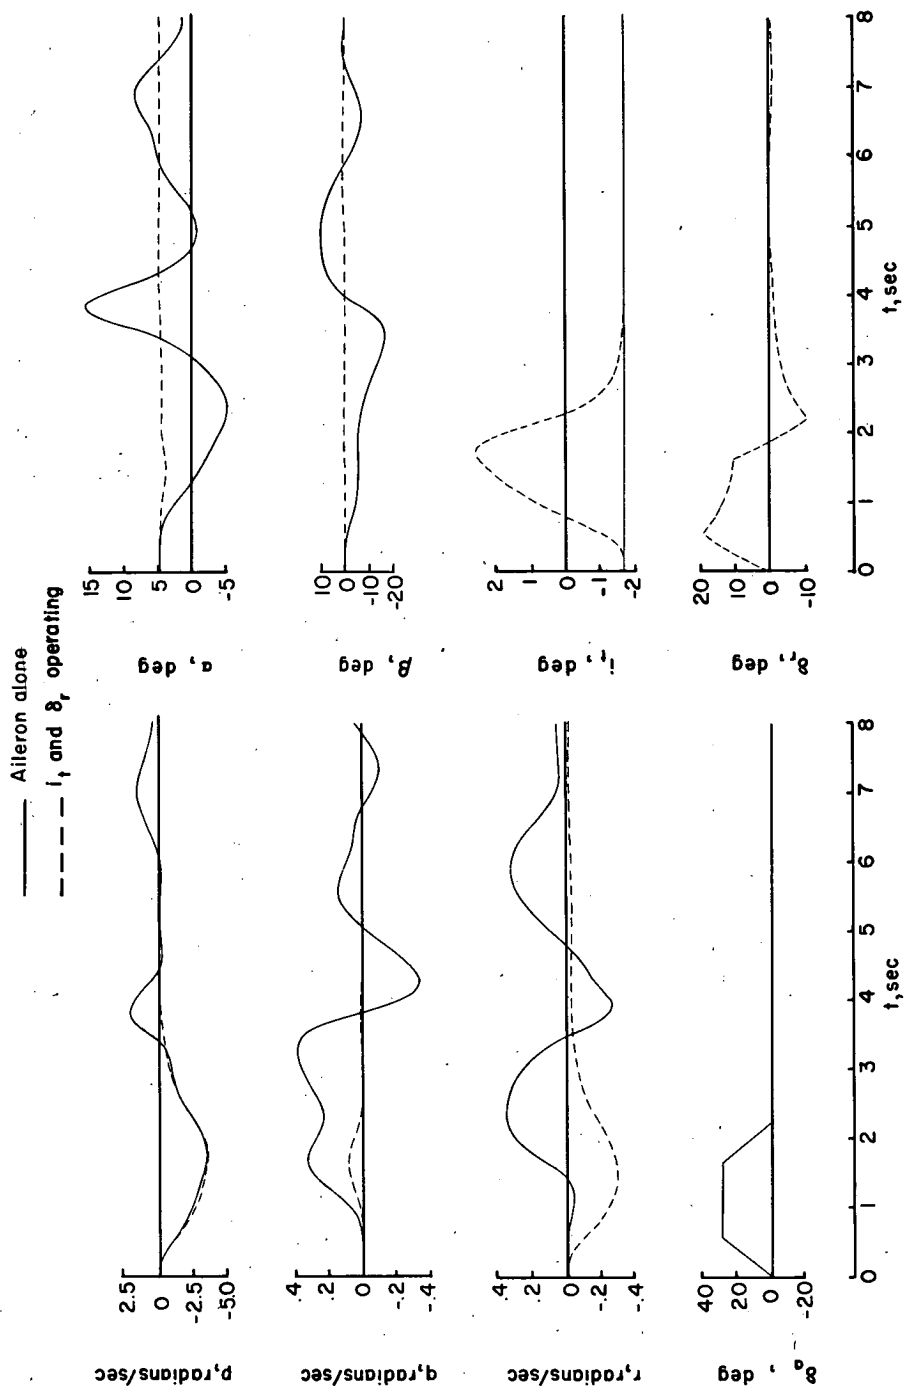 Aileron alone
i_t and δ_r operating
p, radians/sec
2.5
0
-2.5
-5.0
q, radians/sec
.4
.2
0
-.2
-.4
r, radians/sec
.4
.2
0
-.2
-.4
δ_a, deg
40
20
0
-20
0 1 2 3 4 5 6 7 8
t, sec
α, deg
15
10
5
0
-5
β, deg
10
0
-10
-20
i_t, deg
2
1
0
-1
-2
δ_r, deg
20
10
0
-10
0 1 2 3 4 5 6 7 8
t, sec